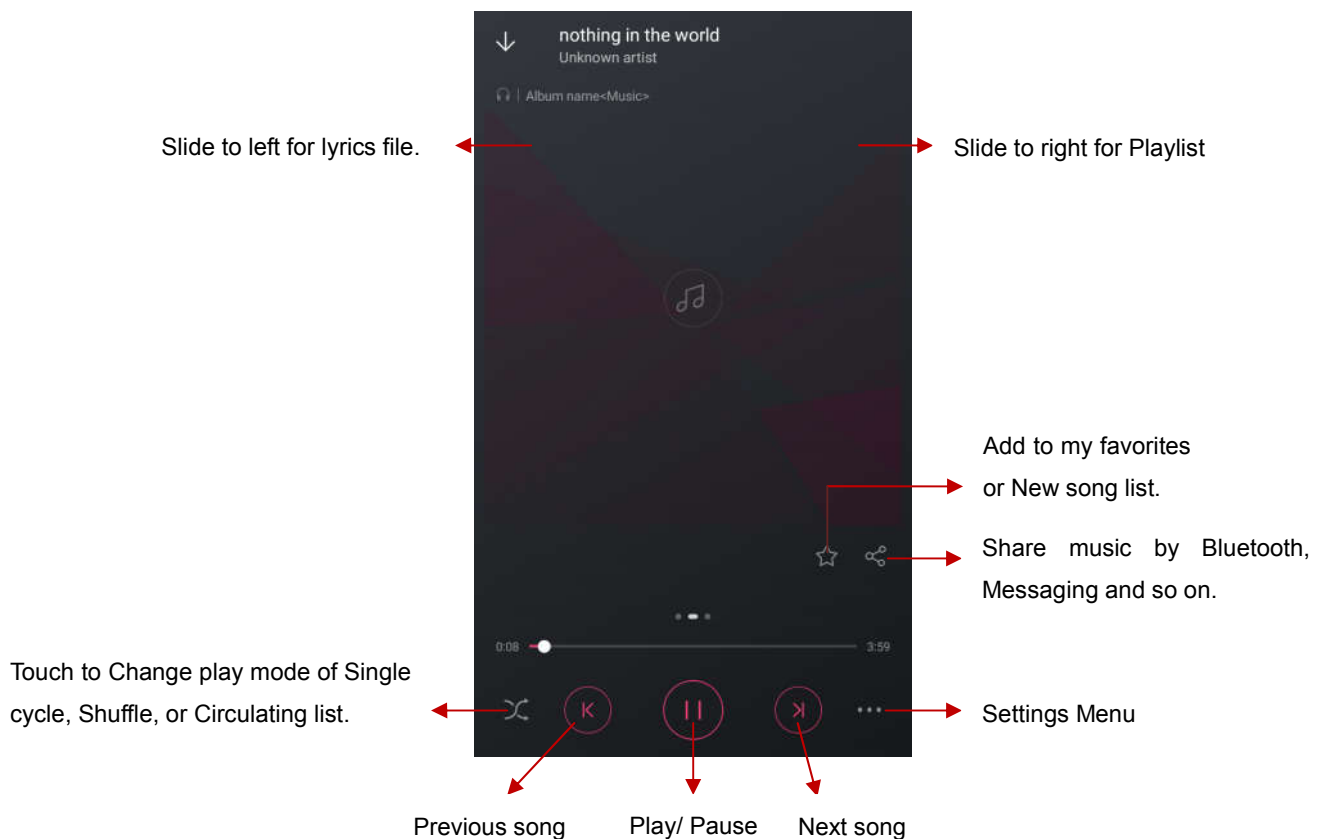 nothing in the world
Unknown artist
Album name<Music>
Slide to left for lyrics file.
Slide to right for Playlist
Add to my favorites
or New song list.
Share music by Bluetooth,
Messaging and so on.
0:08
3:59
Touch to Change play mode of Single
cycle, Shuffle, or Circulating list.
Settings Menu
Previous song
Play/ Pause
Next song